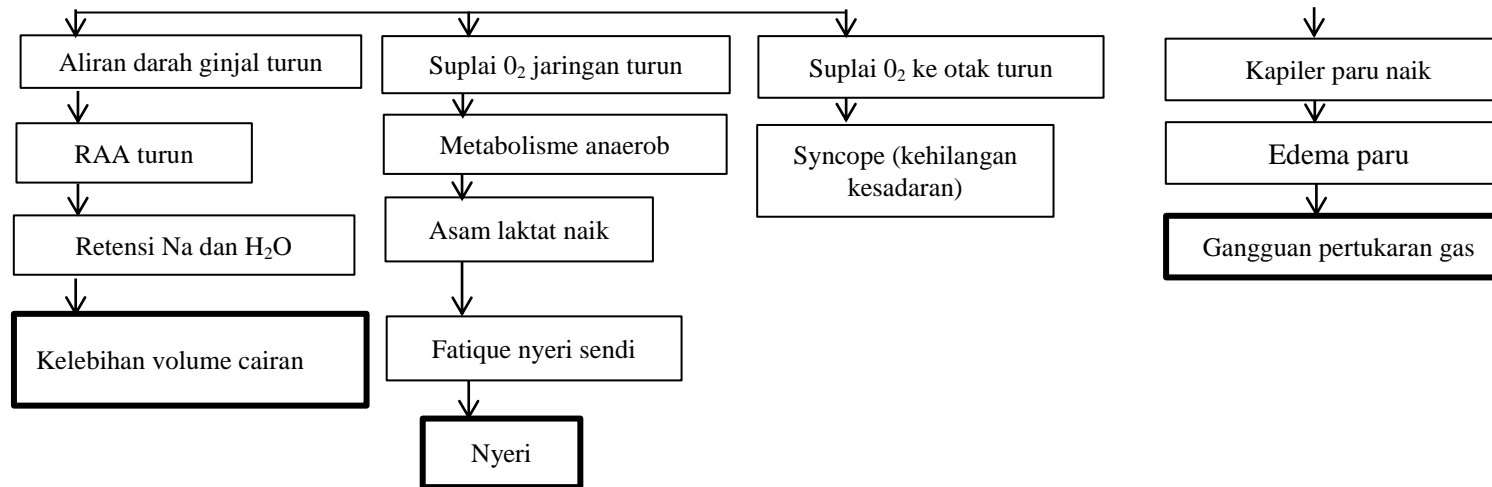 Aliran darah ginjal turun
RAA turun
Retensi Na dan H₂O
Kelebihan volume cairan
Suplai 0₂ jaringan turun
Metabolisme anaerob
Asam laktat naik
Fatique nyeri sendi
Nyeri
Suplai 0₂ ke otak turun
Syncope (kehilangan
kesadaran)
Kapiler paru naik
Edema paru
Gangguan pertukaran gas